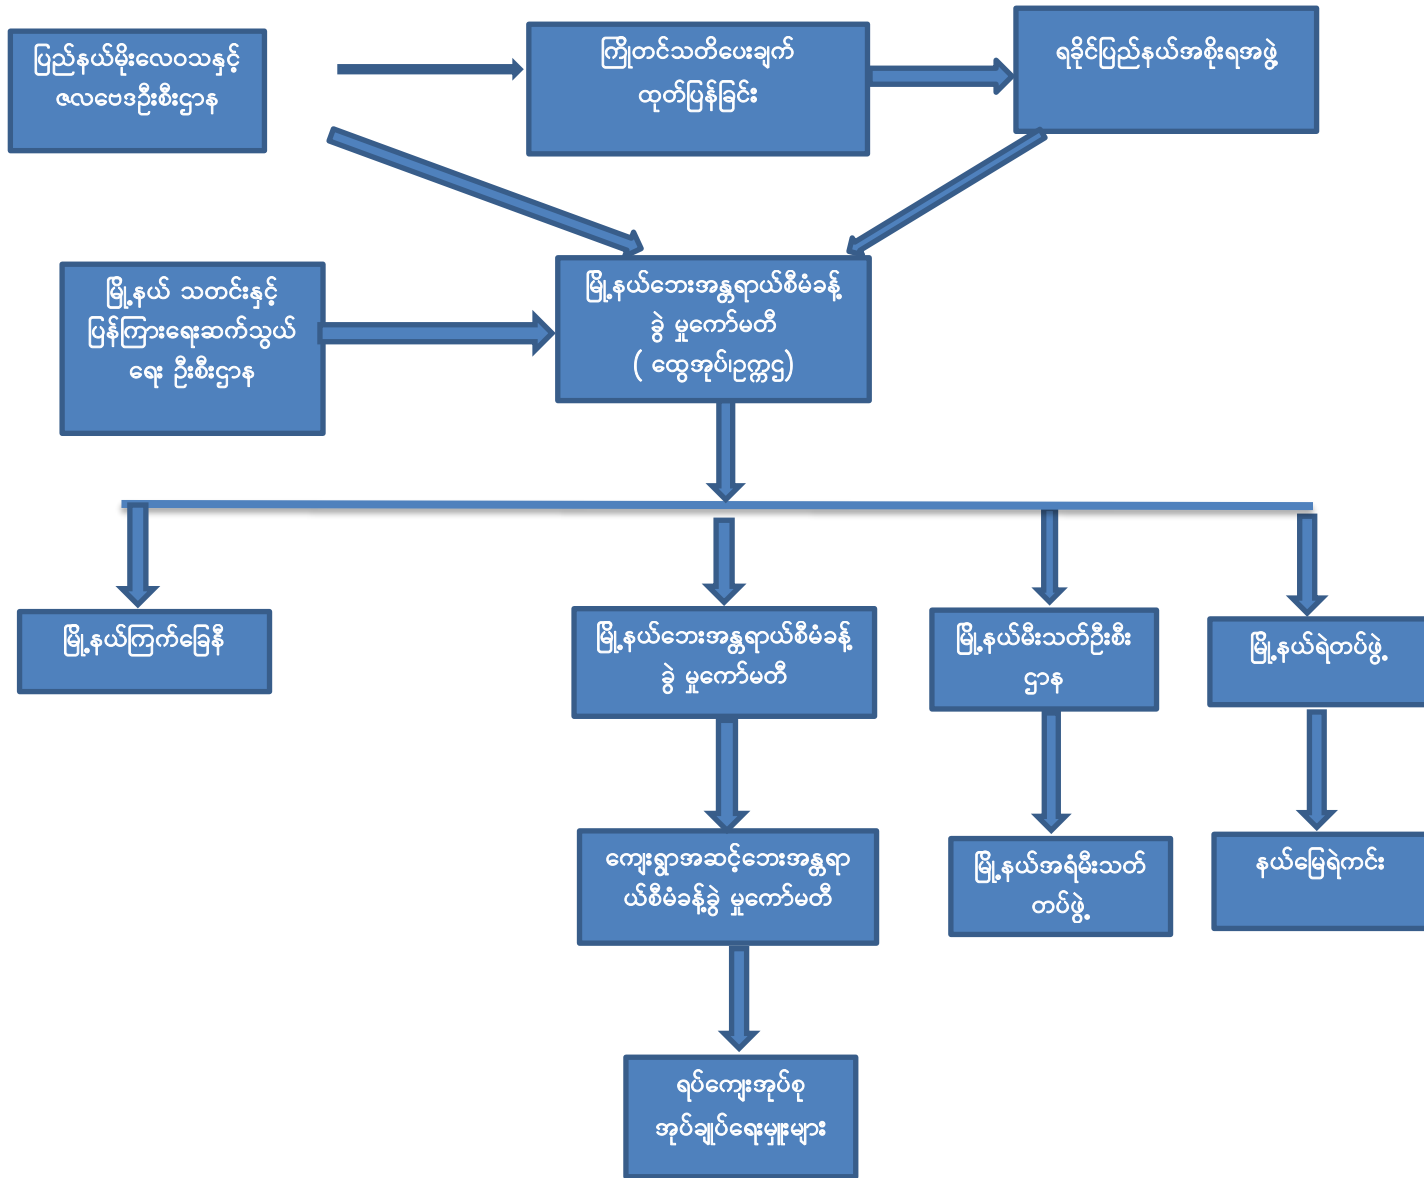 ပြည်နယ်မိုးလေဝသနှင့်
ဇလဗေဒဦးစီးဌာန
ကြိုတင်သတိပေးချက်
ထုတ်ပြန်ခြင်း
ရခိုင်ပြည်နယ်အစိုးရအဖွဲ့
မြို့နယ် သတင်းနှင့်
ပြန်ကြားရေးဆက်သွယ်
ရေး ဦးစီးဌာန
မြို့နယ်ဘေးအန္တရာယ်စီမံခန့်
ခွဲ မှုကော်မတီ
( ထွေအုပ်၊ဥက္ကဌ)
မြို့နယ်ကြက်ခြေနီ
မြို့နယ်ဘေးအန္တရာယ်စီမံခန့်
ခွဲ မှုကော်မတီ
မြို့နယ်မီးသတ်ဦးစီး
ဌာန
မြို့နယ်ရဲတပ်ဖွဲ့
ကျေးရွာအဆင့်ဘေးအန္တရာ
ယ်စီမံခန့်ခွဲ မှုကော်မတီ
မြို့နယ်အရံမီးသတ်
တပ်ဖွဲ့
နယ်မြေရဲကင်း
ရပ်ကျေးအုပ်စု
အုပ်ချုပ်ရေးမှူးများ